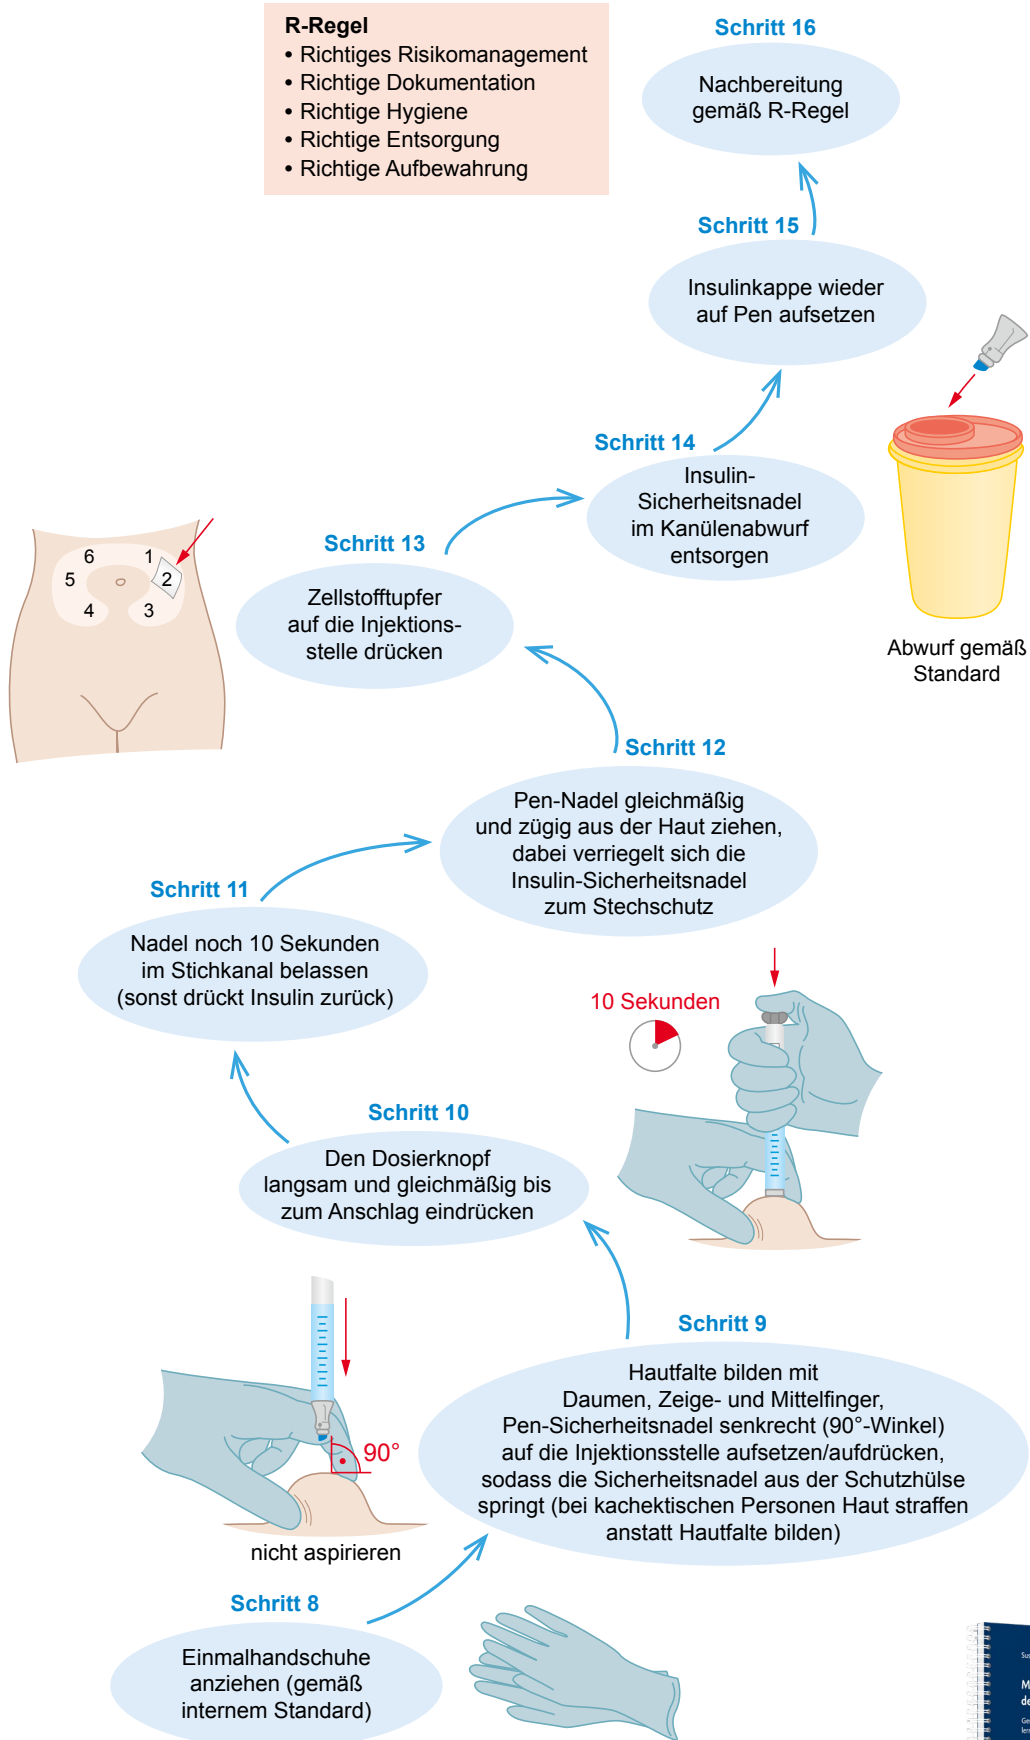 R-Regel
• Richtiges Risikomanagement
• Richtige Dokumentation
• Richtige Hygiene
• Richtige Entsorgung
• Richtige Aufbewahrung
Schritt 16
Nachbereitung
gemäß R-Regel
Schritt 15
Insulinkappe wieder
auf Pen aufsetzen
Schritt 14
Insulin-
Sicherheitsnadel
im Kanülenabwurf
entsorgen
Abwurf gemäß
Standard
Schritt 13
Zellstofftupfer
auf die Injektions-
stelle drücken
6 1
5 2
4 3
Schritt 12
Pen-Nadel gleichmäßig
und zügig aus der Haut ziehen,
dabei verriegelt sich die
Insulin-Sicherheitsnadel
zum Stechschutz
Schritt 11
Nadel noch 10 Sekunden
im Stichkanal belassen
(sonst drückt Insulin zurück)
10 Sekunden
Schritt 10
Den Dosierknopf
langsam und gleichmäßig bis
zum Anschlag eindrücken
Schritt 9
Hautfalte bilden mit
Daumen, Zeige- und Mittelfinger,
Pen-Sicherheitsnadel senkrecht (90°-Winkel)
auf die Injektionsstelle aufsetzen/aufdrücken,
sodass die Sicherheitsnadel aus der Schutzhülse
springt (bei kachektischen Personen Haut straffen
anstatt Hautfalte bilden)
90°
nicht aspirieren
Schritt 8
Einmalhandschuhe
anziehen (gemäß
internem Standard)